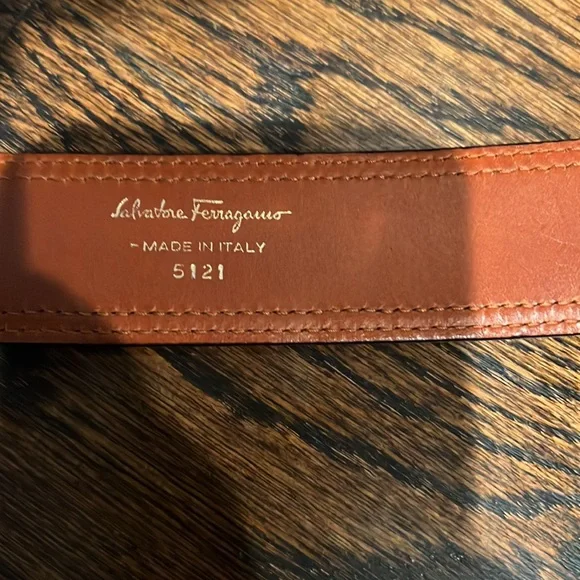 Salvatore Ferragamo
-MADE IN ITALY
5121